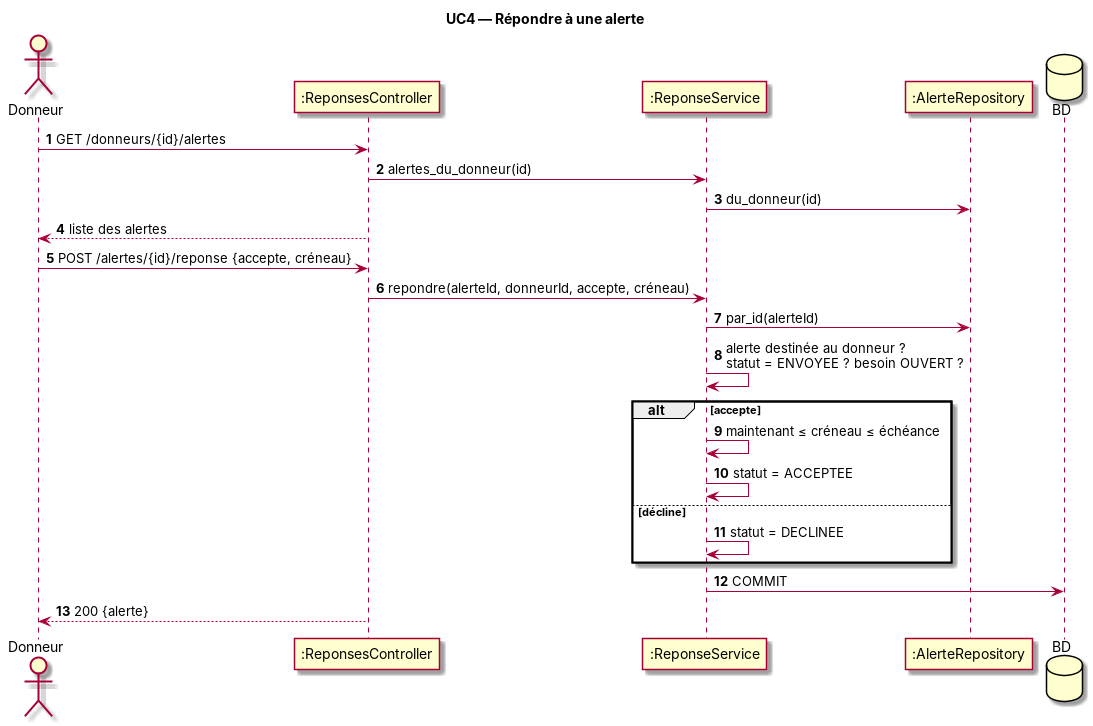 UC4 — Répondre à une alerte
Donneur
:ReponsesController
:ReponseService
:AlerteRepository
BD
1 GET /donneurs/{id}/alertes
2 alertes_du_donneur(id)
3 du_donneur(id)
4 liste des alertes
5 POST /alertes/{id}/reponse {accepte, créneau}
6 repondre(alerteId, donneurId, accepte, créneau)
7 par_id(alerteId)
8 alerte destinée au donneur ?
statut = ENVOYEE ? besoin OUVERT ?
alt [accepte]
9 maintenant ≤ créneau ≤ échéance
10 statut = ACCEPTEE
[décline]
11 statut = DECLINEE
12 COMMIT
13 200 {alerte}
Donneur
:ReponsesController
:ReponseService
:AlerteRepository
BD